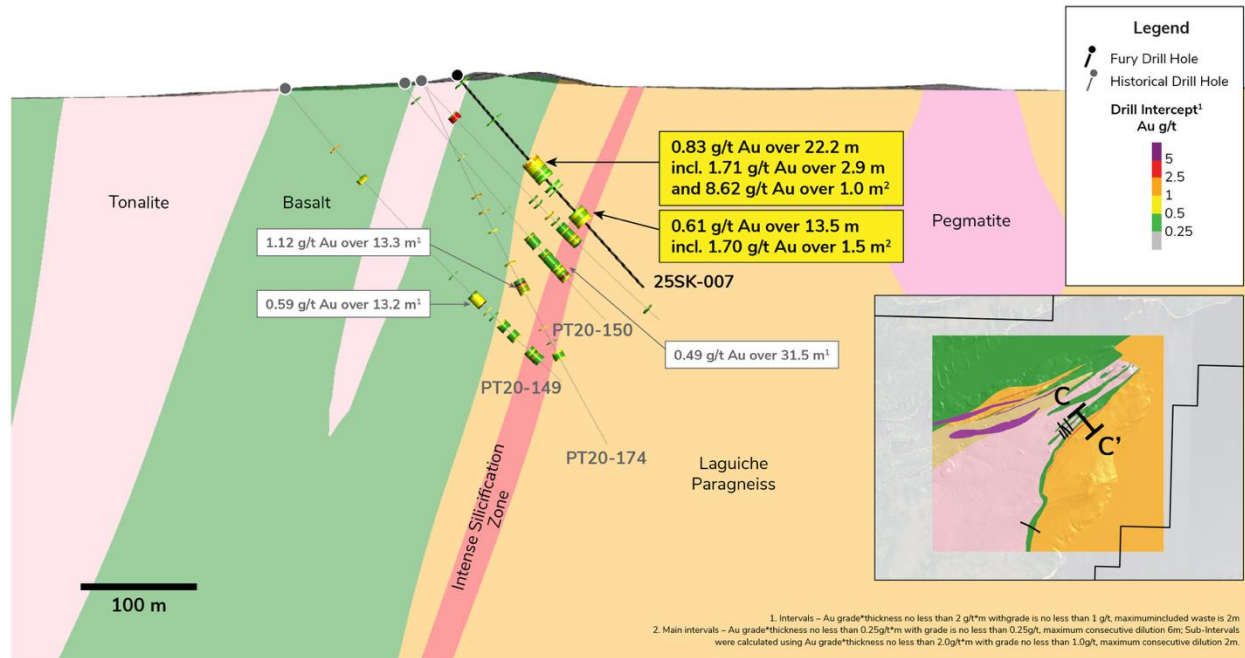 Legend
Fury Drill Hole
Historical Drill Hole
Drill Intercept¹
Au g/t
5
2.5
1
0.5
0.25
0.83 g/t Au over 22.2 m
incl. 1.71 g/t Au over 2.9 m
and 8.62 g/t Au over 1.0 m²
0.61 g/t Au over 13.5 m
incl. 1.70 g/t Au over 1.5 m²
Tonalite
Basalt
Pegmatite
1.12 g/t Au over 13.3 m¹
25SK-007
0.59 g/t Au over 13.2 m¹
PT20-150
0.49 g/t Au over 31.5 m¹
PT20-149
PT20-174
Laguiche
Paragneiss
Intense Silicification
Zone
C
C'
100 m
1. Intervals – Au grade*thickness no less than 2 g/t*m withgrade is no less than 1 g/t, maximumincluded waste is 2m
2. Main intervals – Au grade*thickness no less than 0.25g/t*m with grade is no less than 0.25g/t, maximum consecutive dilution 6m; Sub-Intervals
were calculated using Au grade*thickness no less than 2.0g/t*m with grade no less than 1.0g/t, maximum consecutive dilution 2m.